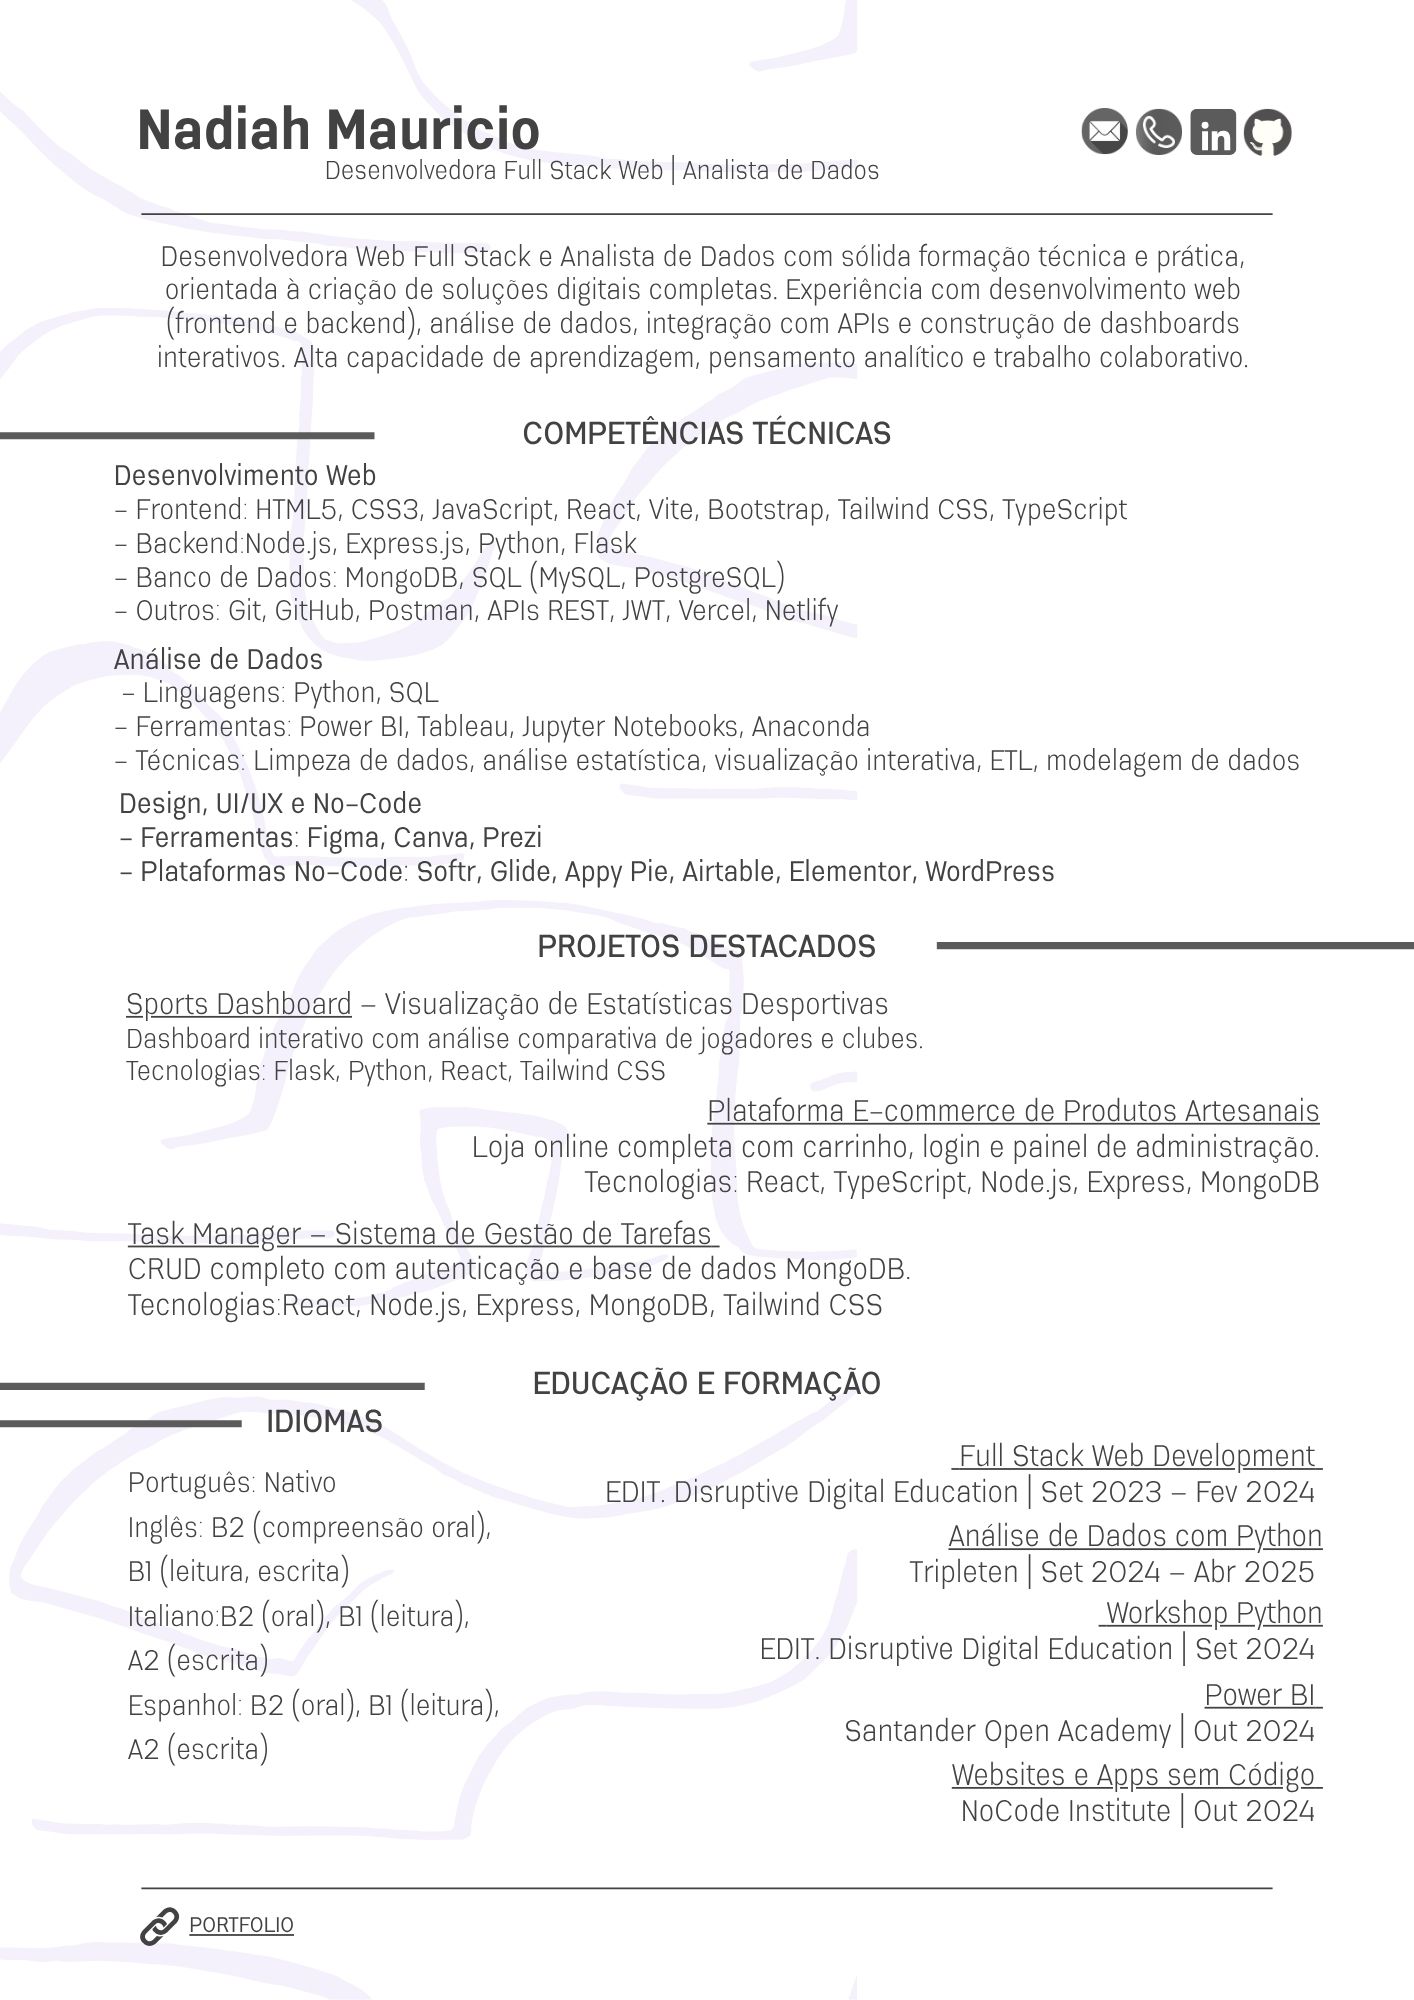 Nadiah Mauricio
Desenvolvedora Full Stack Web | Analista de Dados
Desenvolvedora Web Full Stack e Analista de Dados com sólida formação técnica e prática,
orientada à criação de soluções digitais completas. Experiência com desenvolvimento web
(frontend e backend), análise de dados, integração com APIs e construção de dashboards
interativos. Alta capacidade de aprendizagem, pensamento analítico e trabalho colaborativo.
COMPETÊNCIAS TÉCNICAS
Desenvolvimento Web
– Frontend: HTML5, CSS3, JavaScript, React, Vite, Bootstrap, Tailwind CSS, TypeScript
– Backend:Node.js, Express.js, Python, Flask
– Banco de Dados: MongoDB, SQL (MySQL, PostgreSQL)
– Outros: Git, GitHub, Postman, APIs REST, JWT, Vercel, Netlify
Análise de Dados
– Linguagens: Python, SQL
– Ferramentas: Power BI, Tableau, Jupyter Notebooks, Anaconda
– Técnicas: Limpeza de dados, análise estatística, visualização interativa, ETL, modelagem de dados
Design, UI/UX e No-Code
– Ferramentas: Figma, Canva, Prezi
– Plataformas No-Code: Softr, Glide, Appy Pie, Airtable, Elementor, WordPress
PROJETOS DESTACADOS
Sports Dashboard – Visualização de Estatísticas Desportivas
Dashboard interativo com análise comparativa de jogadores e clubes.
Tecnologias: Flask, Python, React, Tailwind CSS
Plataforma E-commerce de Produtos Artesanais
Loja online completa com carrinho, login e painel de administração.
Tecnologias: React, TypeScript, Node.js, Express, MongoDB
Task Manager – Sistema de Gestão de Tarefas
CRUD completo com autenticação e base de dados MongoDB.
Tecnologias:React, Node.js, Express, MongoDB, Tailwind CSS
EDUCAÇÃO E FORMAÇÃO
IDIOMAS
Português: Nativo
Inglês: B2 (compreensão oral),
B1 (leitura, escrita)
Italiano:B2 (oral), B1 (leitura),
A2 (escrita)
Espanhol: B2 (oral), B1 (leitura),
A2 (escrita)
Full Stack Web Development
EDIT. Disruptive Digital Education | Set 2023 – Fev 2024
Análise de Dados com Python
Tripleten | Set 2024 – Abr 2025
Workshop Python
EDIT. Disruptive Digital Education | Set 2024
Power BI
Santander Open Academy | Out 2024
Websites e Apps sem Código
NoCode Institute | Out 2024
PORTFOLIO